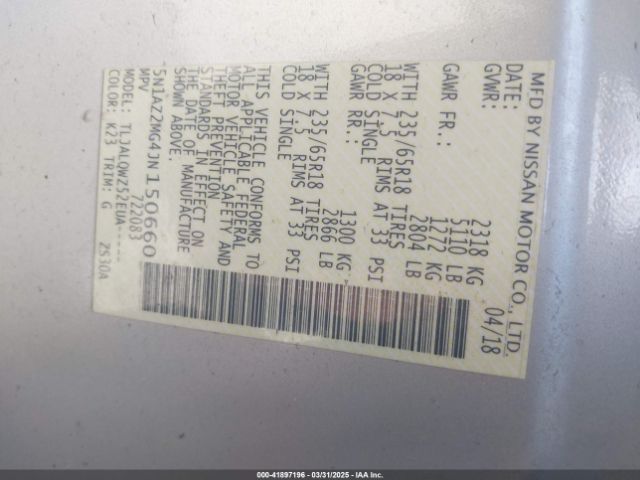 MFD BY NISSAN MOTOR CO., LTD.
DATE: 04/18
GVWR: 2318 KG
5110 LB
GAWR FR.: 1272 KG
2804 LB
WITH 235/65R18 TIRES
18 X 7.5 RIMS AT 33 PSI
COLD SINGLE
GAWR RR.: 1300 KG
2866 LB
WITH 235/65R18 TIRES
18 X 7.5 RIMS AT 33 PSI
COLD SINGLE
THIS VEHICLE CONFORMS TO
ALL APPLICABLE FEDERAL
MOTOR VEHICLE SAFETY AND
THEFT PREVENTION
STANDARDS IN EFFECT ON
THE DATE OF MANUFACTURE
SHOWN ABOVE.
5N1AZ2MG4JN150660
MPV 722083
MODEL: TL3ALQWZ52EUA-----
COLOR: K23 TRIM: G 2S30A
000-41897196 - 03/31/2025 - IAA Inc.